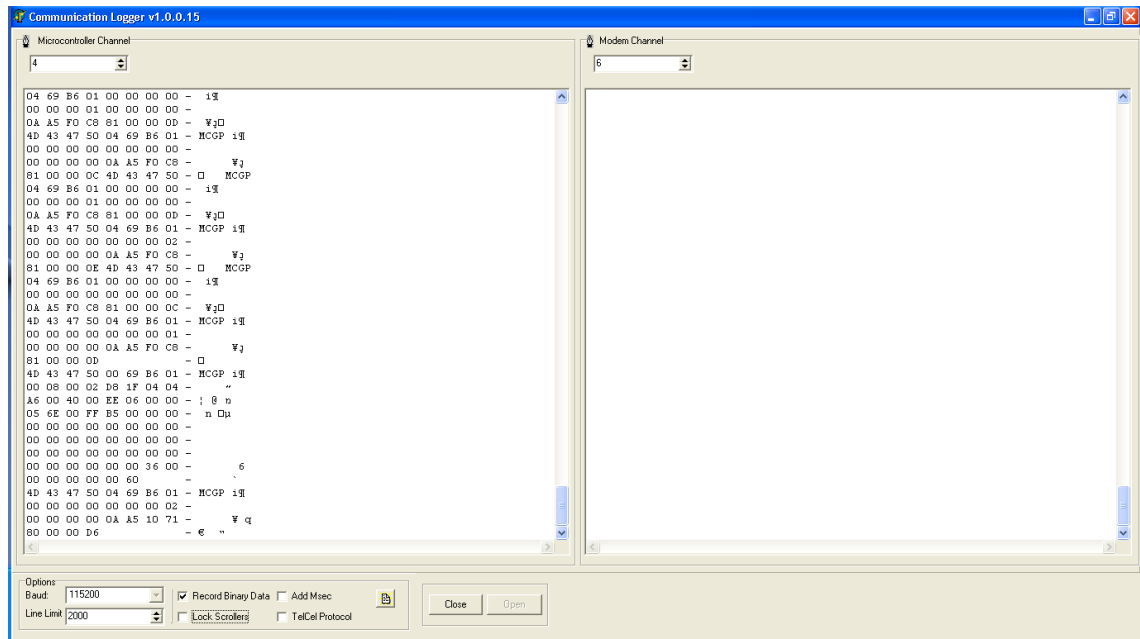 Communication Logger v1.0.0.15
Microcontroller Channel
4
04 69 B6 01 00 00 00 00 - i¶
00 00 00 01 00 00 00 00 -
0A A5 F0 C8 81 00 00 0D - ¥ȷ□
4D 43 47 50 04 69 B6 01 - MCGP i¶
00 00 00 00 00 00 00 00 -
00 00 00 00 0A A5 F0 C8 - ¥ȷ
81 00 00 0C 4D 43 47 50 - □ MCGP
04 69 B6 01 00 00 00 00 - i¶
00 00 00 01 00 00 00 00 -
0A A5 F0 C8 81 00 00 0D - ¥ȷ□
4D 43 47 50 04 69 B6 01 - MCGP i¶
00 00 00 00 00 00 00 02 -
00 00 00 00 0A A5 F0 C8 - ¥ȷ
81 00 00 0E 4D 43 47 50 - □ MCGP
04 69 B6 01 00 00 00 00 - i¶
00 00 00 00 00 00 00 00 -
0A A5 F0 C8 81 00 00 0C - ¥ȷ□
4D 43 47 50 04 69 B6 01 - MCGP i¶
00 00 00 00 00 00 00 01 -
00 00 00 00 0A A5 F0 C8 - ¥ȷ
81 00 00 0D - □
4D 43 47 50 00 69 B6 01 - MCGP i¶
00 08 00 02 D8 1F 04 04 - ״
A6 00 40 00 EE 06 00 00 - ¦ @ n
05 6E 00 FF B5 00 00 00 - n □µ
00 00 00 00 00 00 00 00 -
00 00 00 00 00 00 00 00 -
00 00 00 00 00 00 00 00 -
00 00 00 00 00 00 36 00 - 6
00 00 00 00 00 60 - `
4D 43 47 50 04 69 B6 01 - MCGP i¶
00 00 00 00 00 00 00 02 -
00 00 00 00 0A A5 10 71 - ¥ q
80 00 00 D6 - € ״
Modem Channel
6
Options
Baud: 115200
Line Limit 2000
Record Binary Data
Add Msec
Lock Scrollers
TelCel Protocol
Close
Open